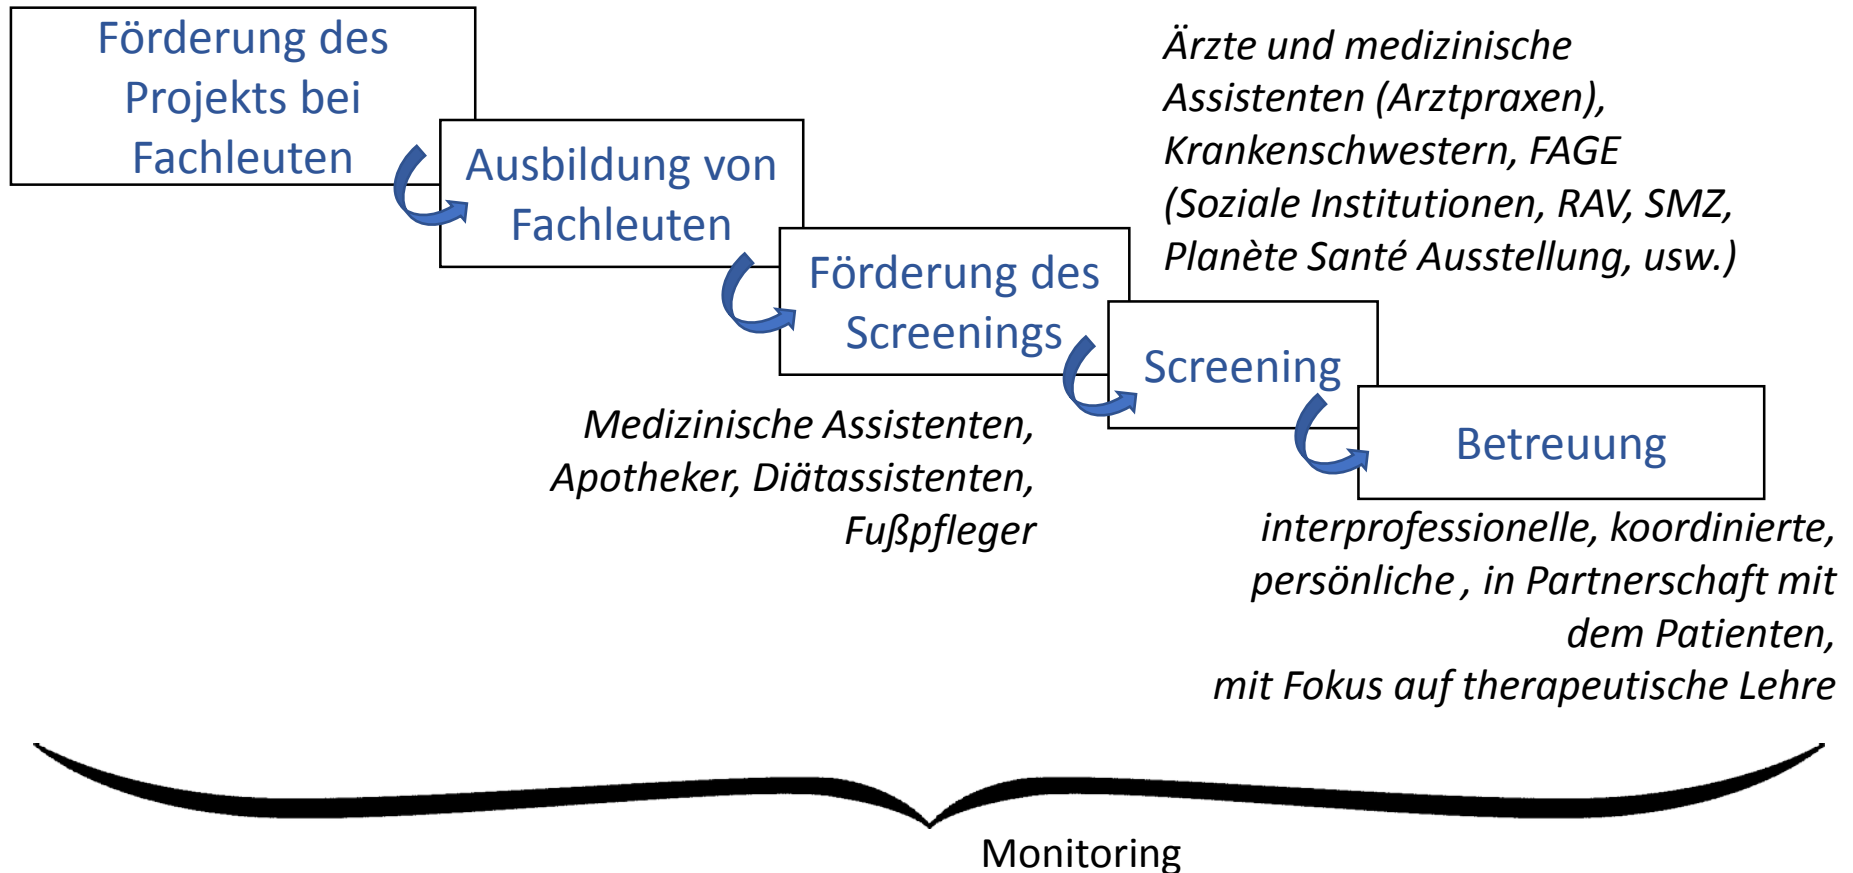 Förderung des
Projekts bei
Fachleuten
Ausbildung von
Fachleuten
Förderung des
Screenings
Ärzte und medizinische
Assistenten (Arztpraxen),
Krankenschwestern, FAGE
(Soziale Institutionen, RAV, SMZ,
Planète Santé Ausstellung, usw.)
Screening
Medizinische Assistenten,
Apotheker, Diätassistenten,
Fußpfleger
Betreuung
interprofessionelle, koordinierte,
persönliche , in Partnerschaft mit
dem Patienten,
mit Fokus auf therapeutische Lehre
Monitoring